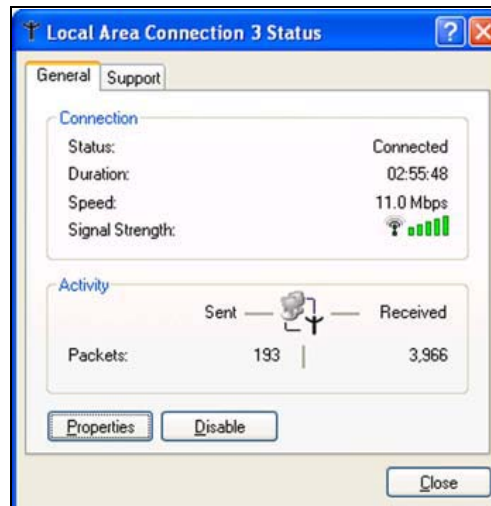 Local Area Connection 3 Status
General Support
Connection
Status: Connected
Duration: 02:55:48
Speed: 11.0 Mbps
Signal Strength:
Activity
Sent — — Received
Packets: 193 | 3,966
Properties Disable
Close